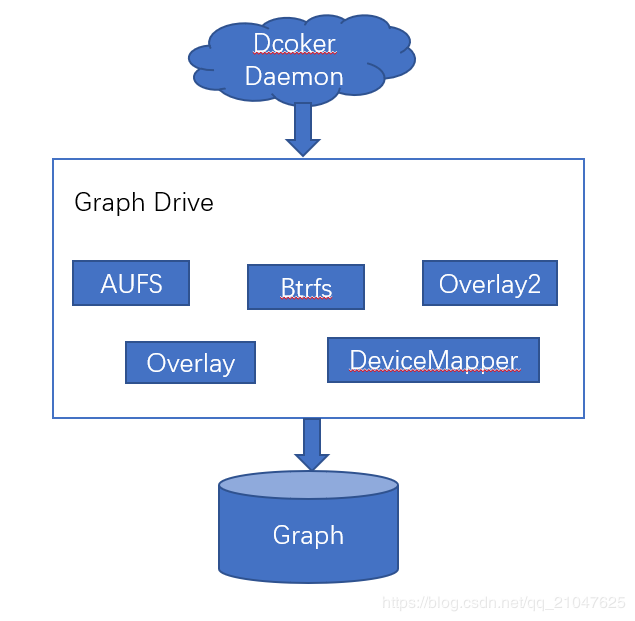 Dcoker
Daemon
Graph Drive
AUFS
Btrfs
Overlay2
Overlay
DeviceMapper
Graph
https://blog.csdn.net/qq_21047625